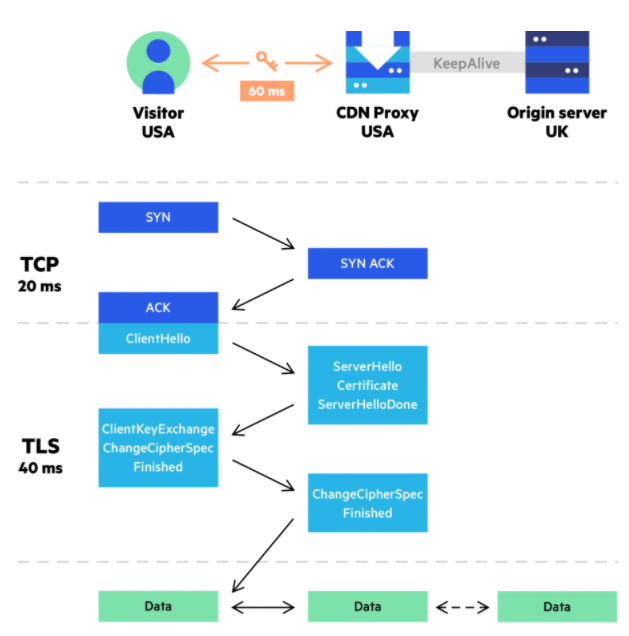 60 ms
KeepAlive
Visitor
USA
CDN Proxy
USA
Origin server
UK
TCP
20 ms
SYN
SYN ACK
ACK
TLS
40 ms
ClientHello
ServerHello
Certificate
ServerHelloDone
ClientKeyExchange
ChangeCipherSpec
Finished
ChangeCipherSpec
Finished
Data
Data
Data